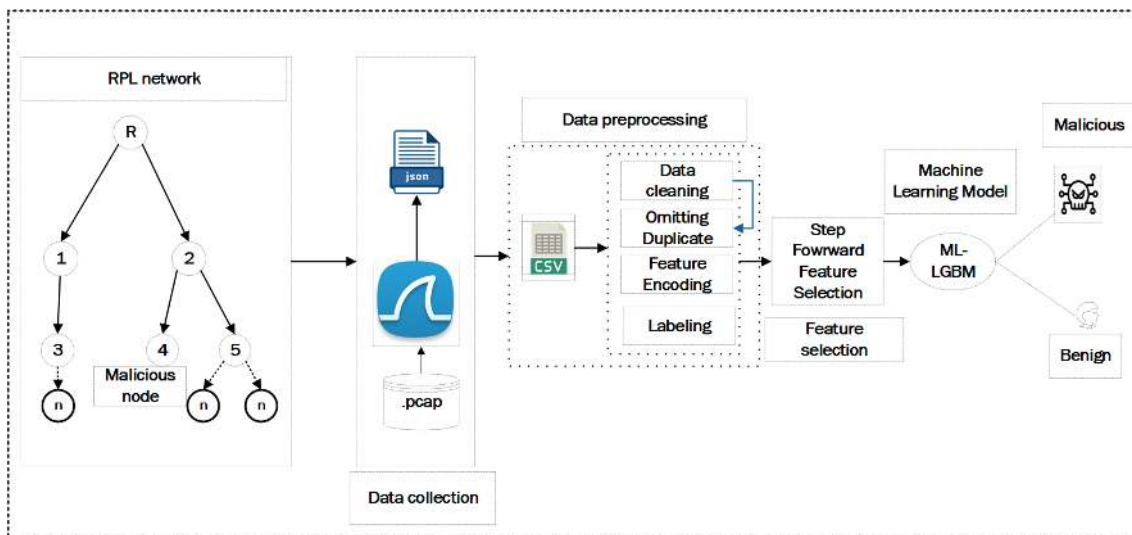 RPL network
R
1
2
3
4
5
Malicious
node
n
n
n
json
.pcap
Data collection
Data preprocessing
CSV
Data
cleaning
Omitting
Duplicate
Feature
Encoding
Labeling
Step
Fowrward
Feature
Selection
Feature
selection
Machine
Learning Model
ML-
LGBM
Malicious
Benign